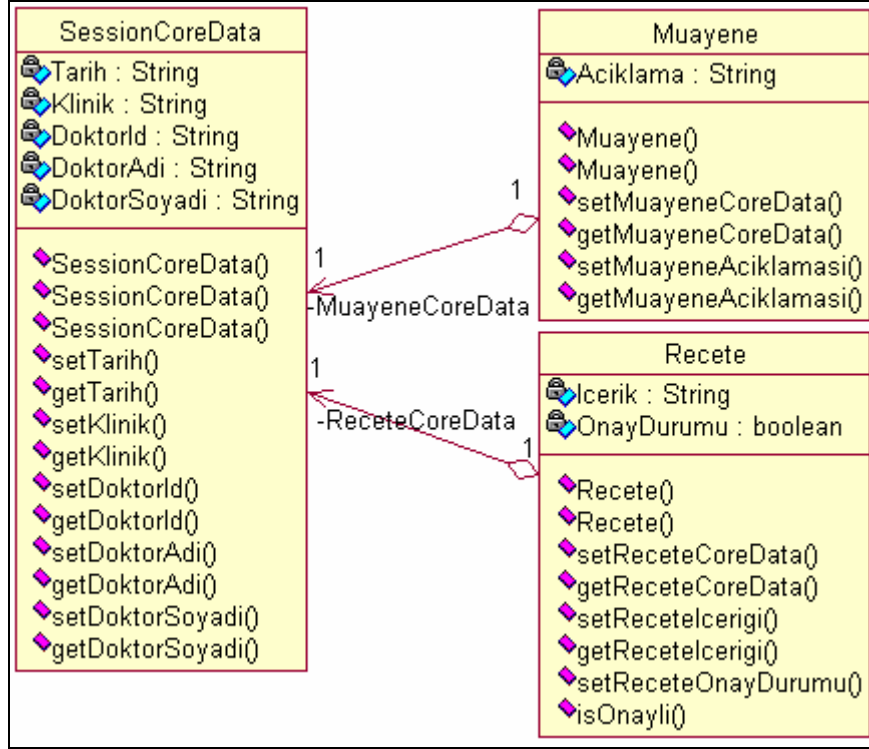 SessionCoreData
Tarih : String
Klinik : String
DoktorId : String
DoktorAdi : String
DoktorSoyadi : String
SessionCoreData()
SessionCoreData()
SessionCoreData()
setTarih()
getTarih()
setKlinik()
getKlinik()
setDoktorId()
getDoktorId()
setDoktorAdi()
getDoktorAdi()
setDoktorSoyadi()
getDoktorSoyadi()
1
1
-MuayeneCoreData
1
-ReceteCoreData
1
Muayene
Aciklama : String
Muayene()
Muayene()
setMuayeneCoreData()
getMuayeneCoreData()
setMuayeneAciklamasi()
getMuayeneAciklamasi()
Recete
Icerik : String
OnayDurumu : boolean
Recete()
Recete()
setReceteCoreData()
getReceteCoreData()
setReceteIcerigi()
getReceteIcerigi()
setReceteOnayDurumu()
isOnayli()